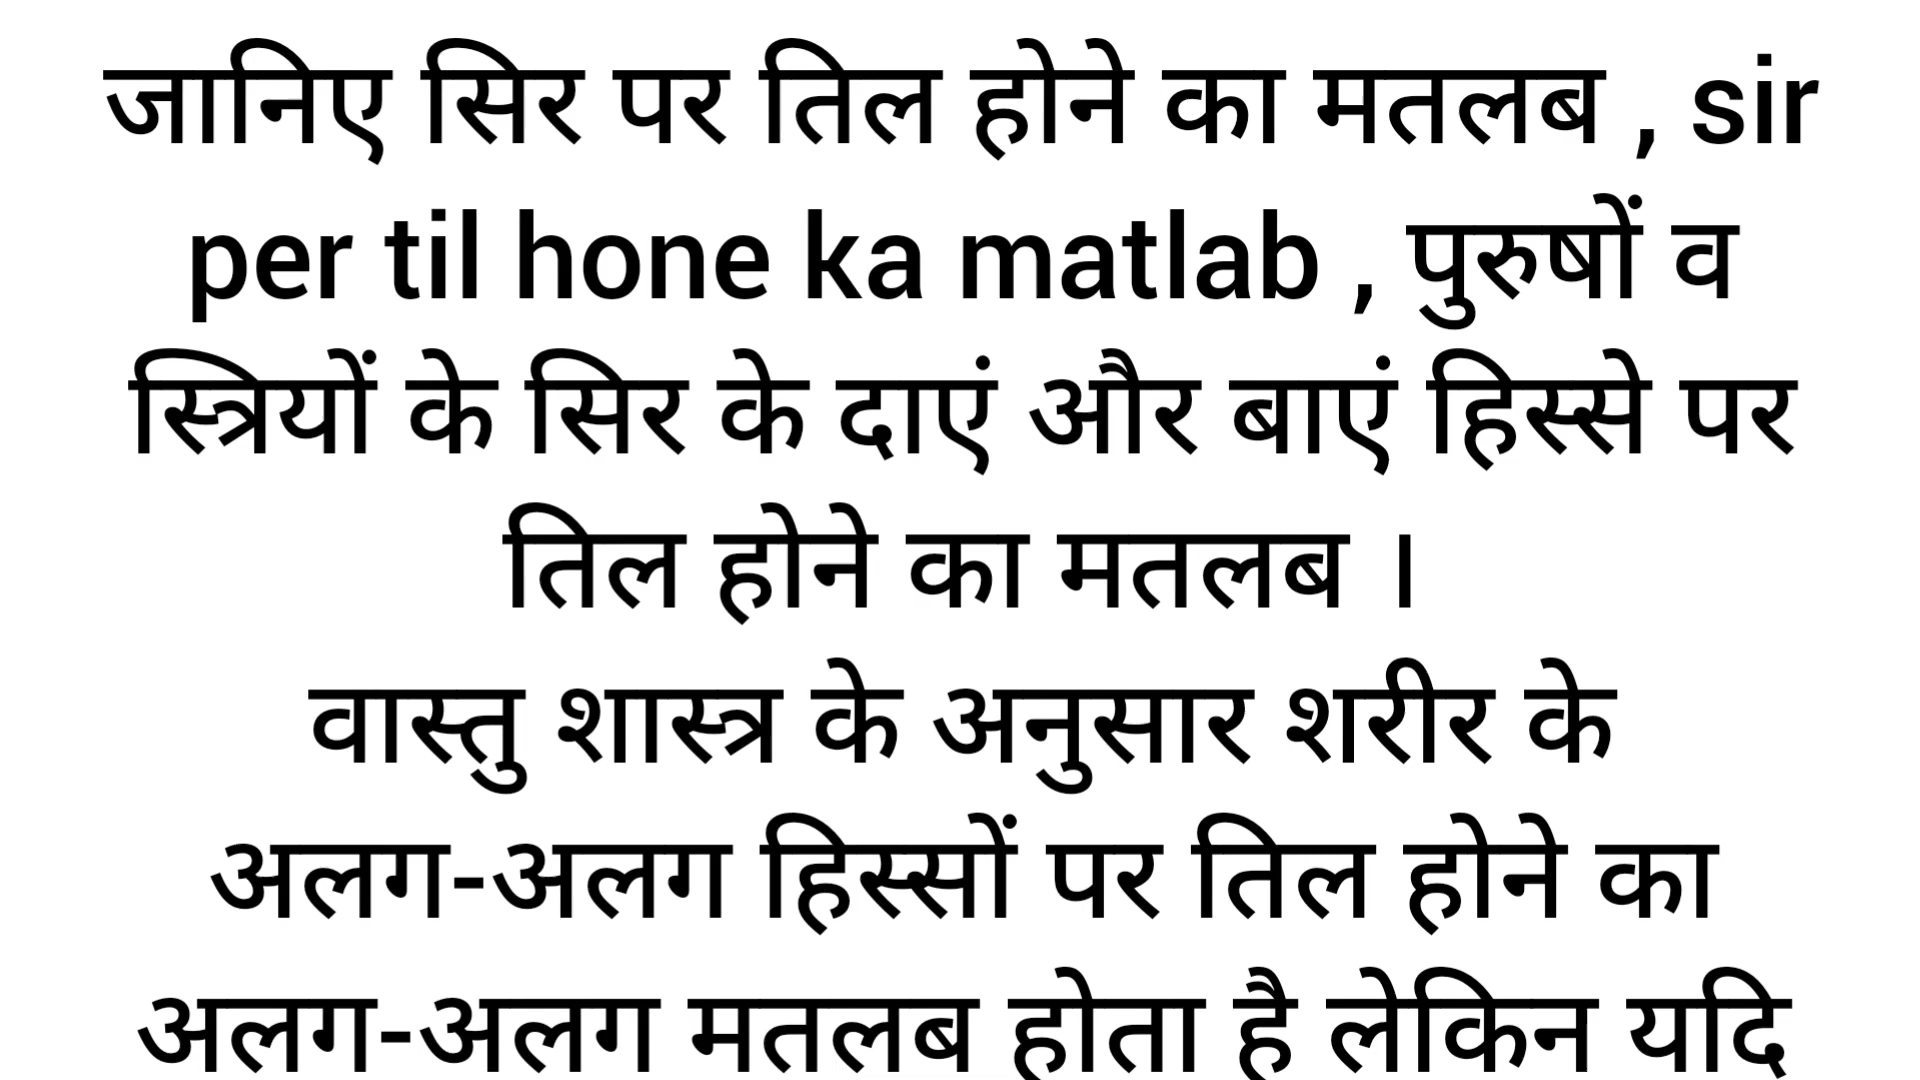 जानिए सिर पर तिल होने का मतलब , sir
per til hone ka matlab , पुरुषों व
स्त्रियों के सिर के दाएं और बाएं हिस्से पर
तिल होने का मतलब ।
वास्तु शास्त्र के अनुसार शरीर के
अलग-अलग हिस्सों पर तिल होने का
अलग-अलग मतलब होता है लेकिन यदि